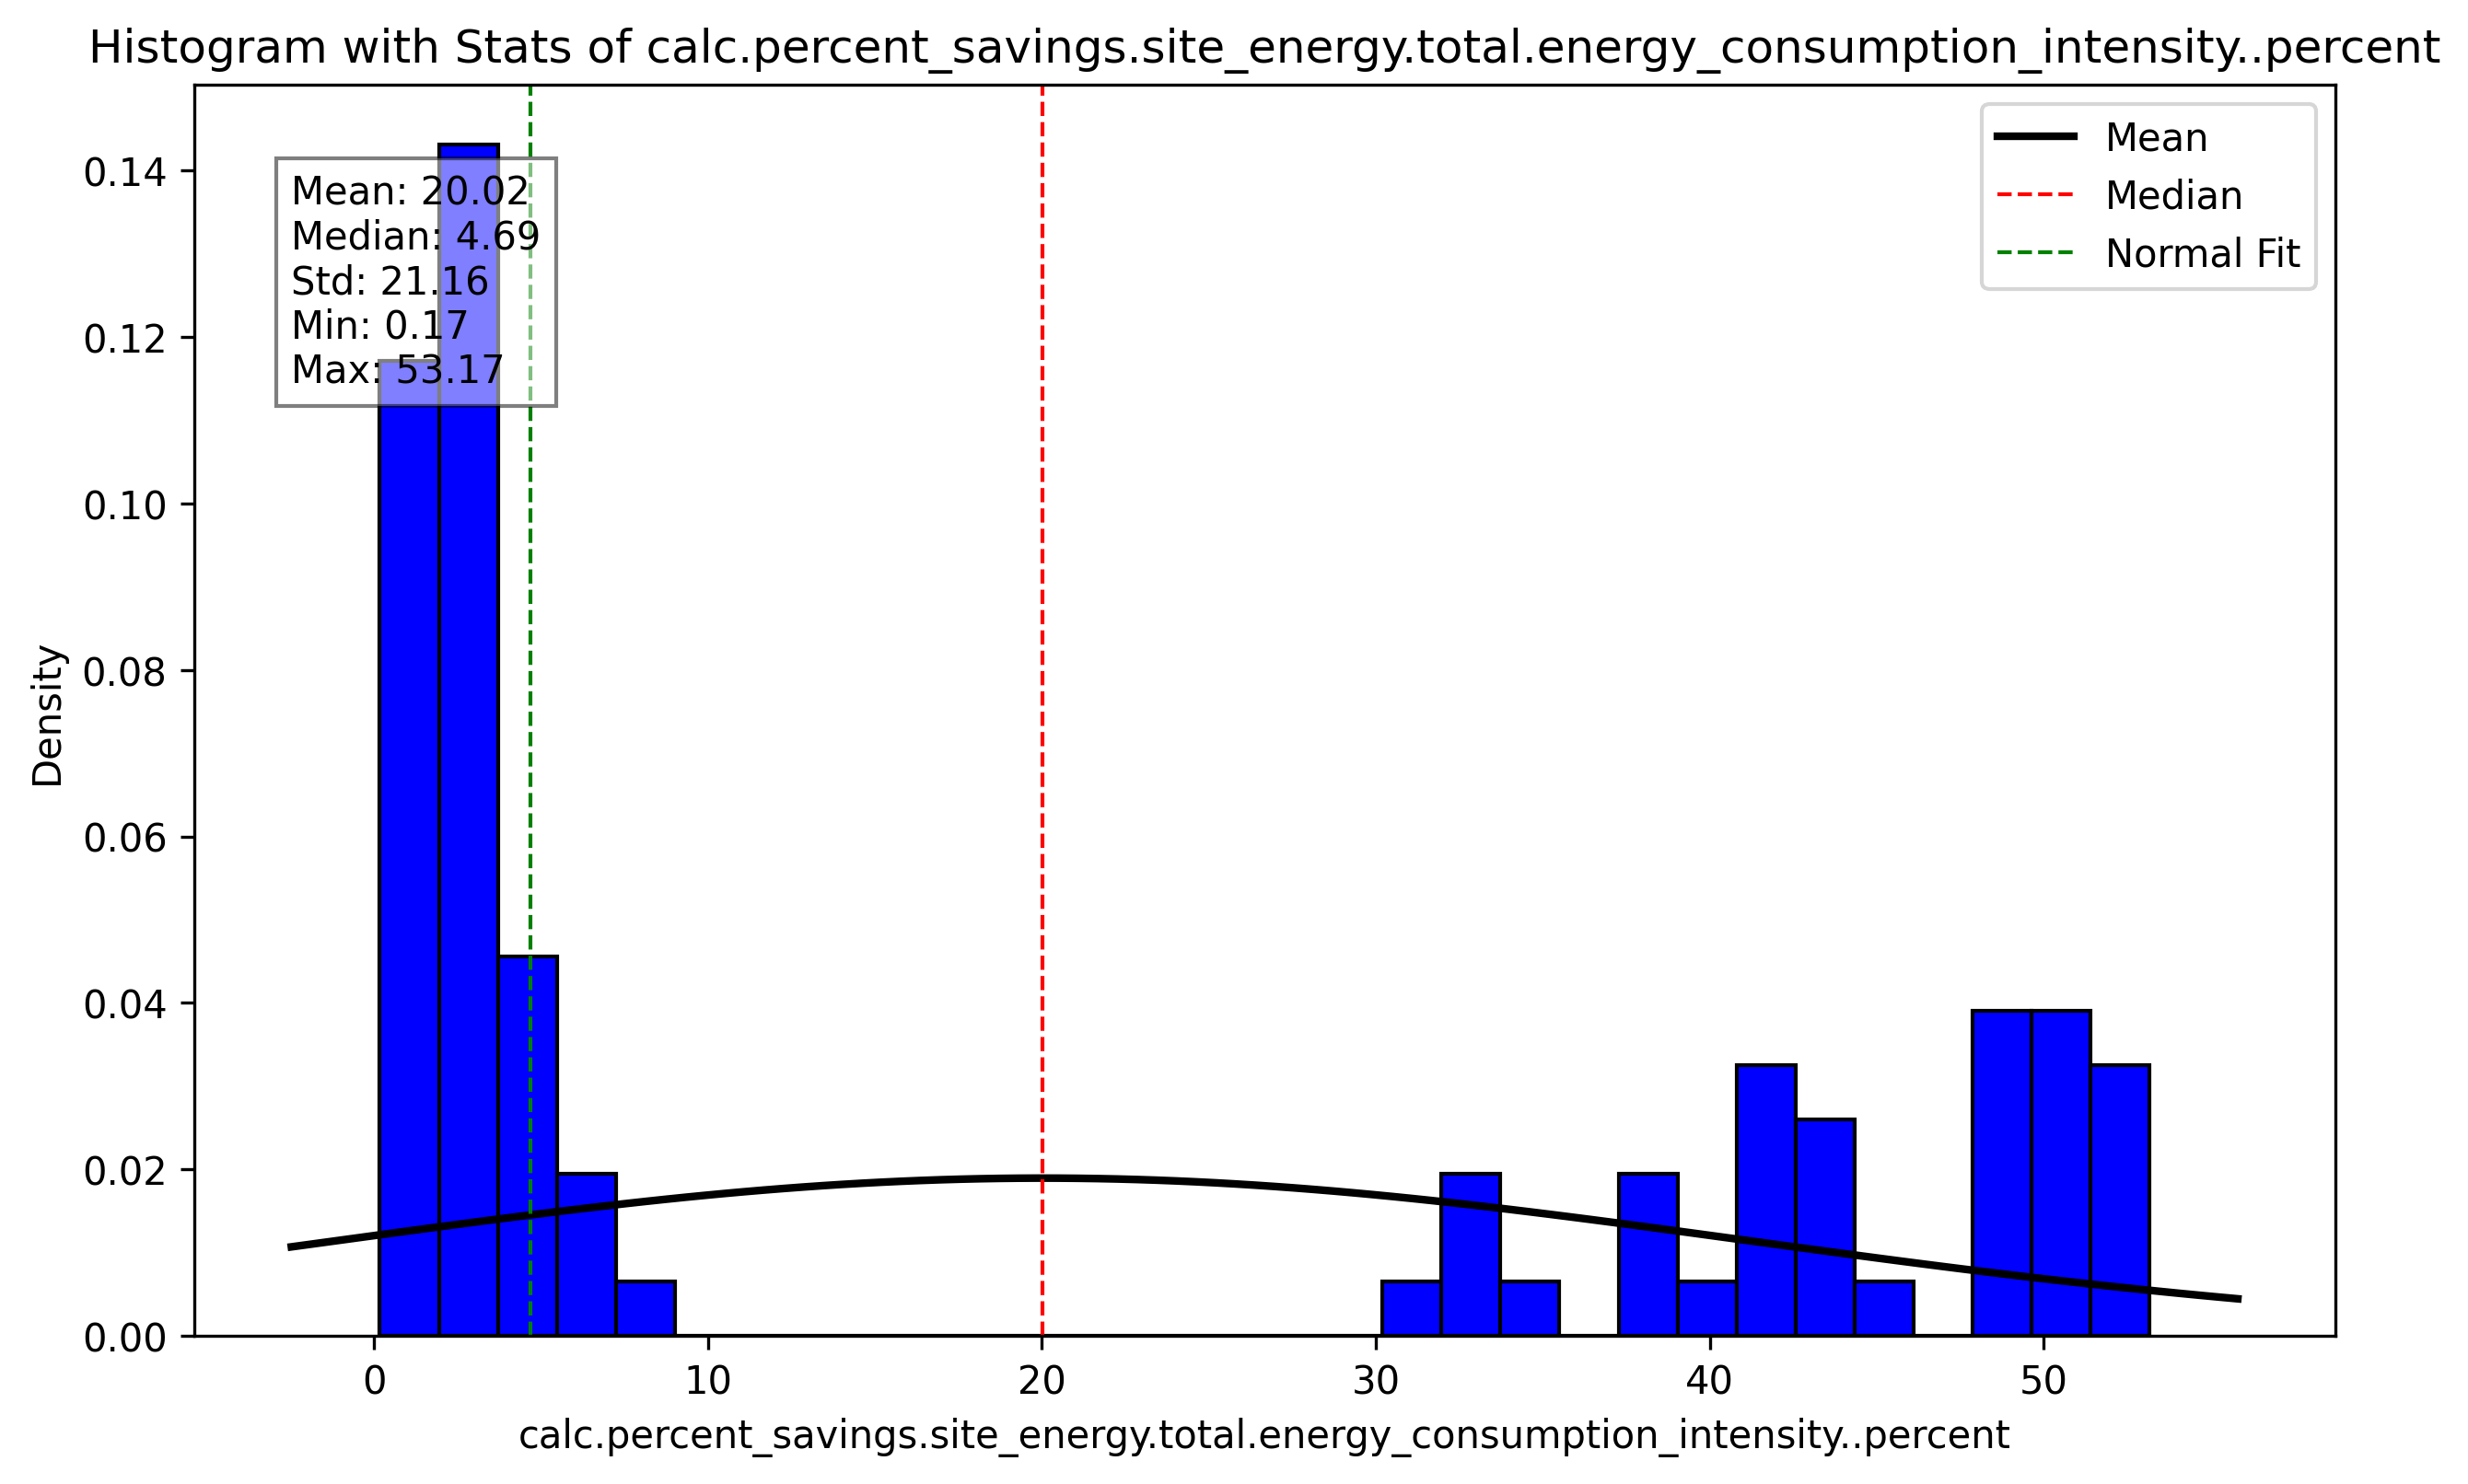 Histogram with Stats of calc.percent_savings.site_energy.total.energy_consumption_intensity..percent
Mean
Median
Normal Fit
Mean: 20.02
Median: 4.69
Std: 21.16
Min: 0.17
Max: 53.17
Density
0.14
0.12
0.10
0.08
0.06
0.04
0.02
0.00
0 10 20 30 40 50
calc.percent_savings.site_energy.total.energy_consumption_intensity..percent